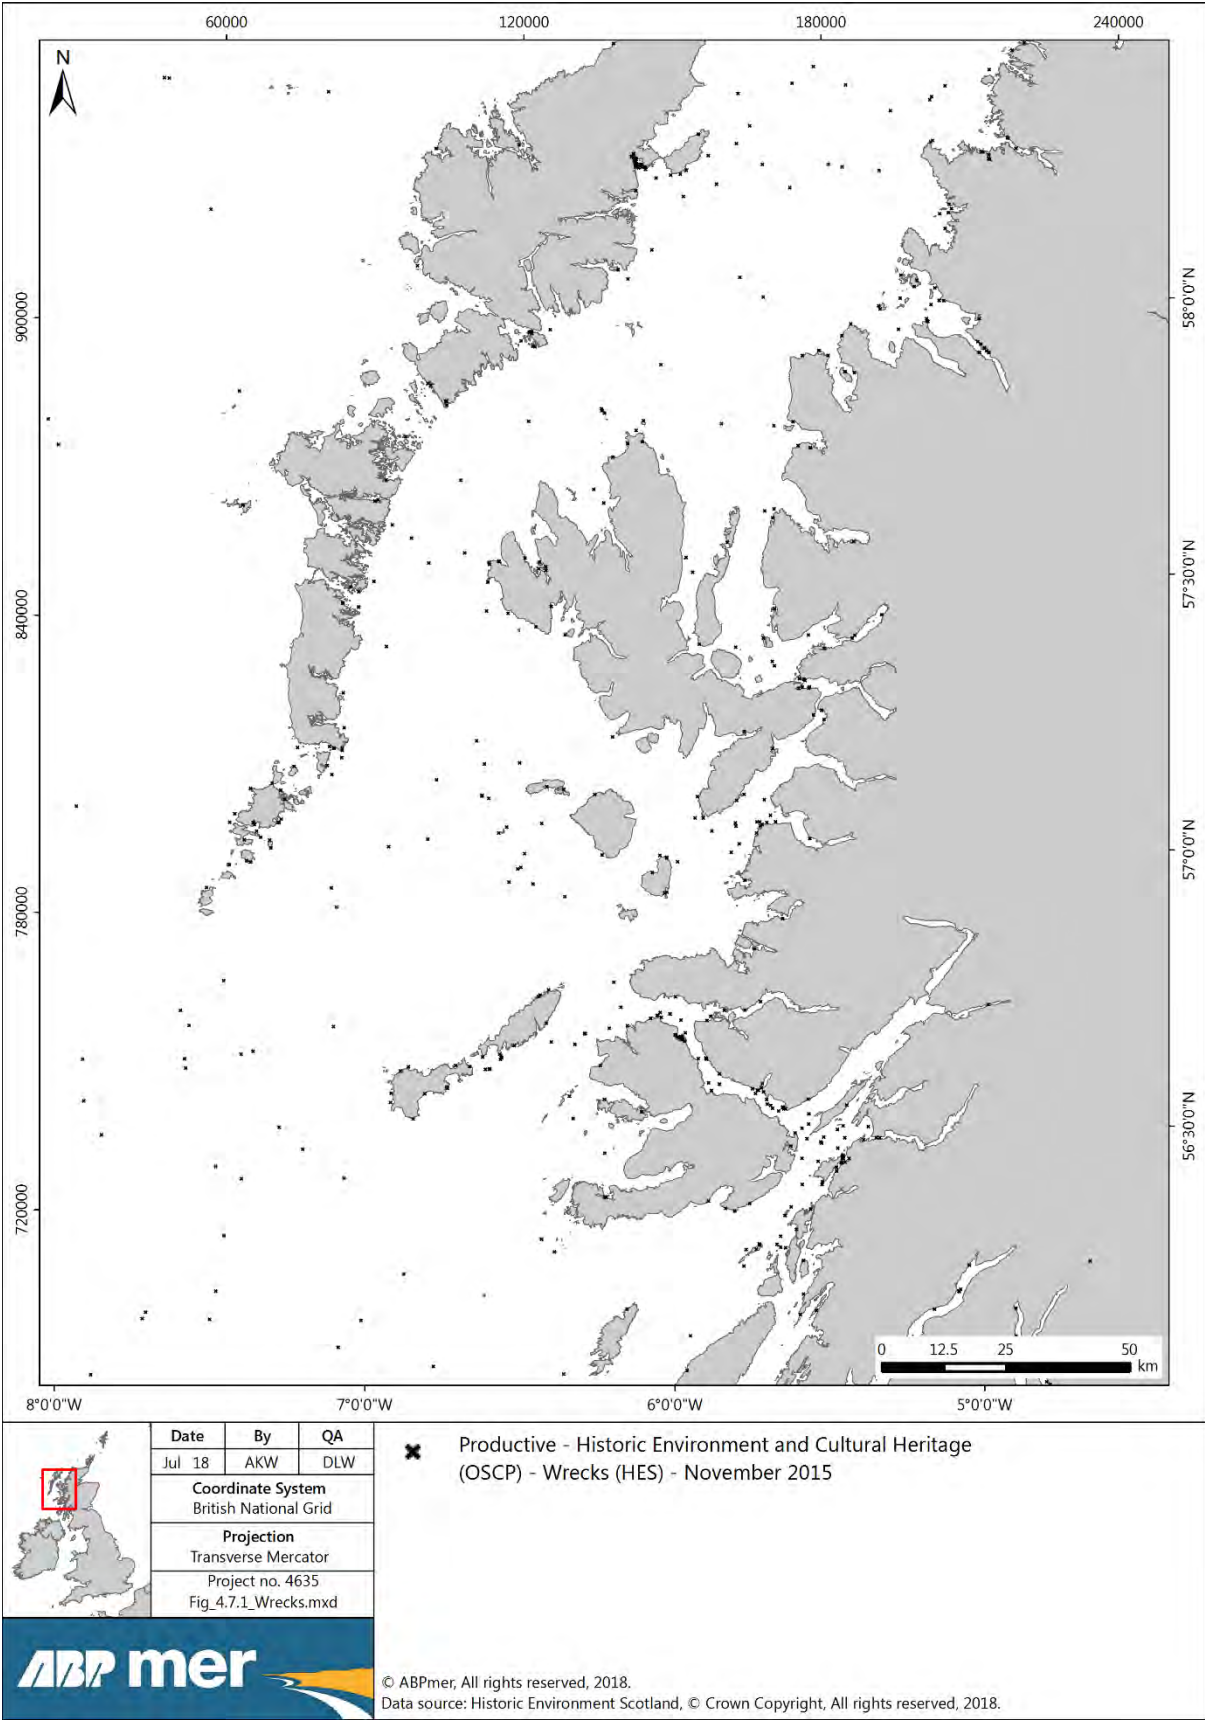 60000 120000 180000 240000
N
900000
840000
780000
720000
58°0'0"N
57°30'0"N
57°0'0"N
56°30'0"N
0 12.5 25 50
km
8°0'0"W 7°0'0"W 6°0'0"W 5°0'0"W
Date By QA
Jul 18 AKW DLW
Coordinate System
British National Grid
Projection
Transverse Mercator
Project no. 4635
Fig_4.7.1_Wrecks.mxd
ABP mer
Productive - Historic Environment and Cultural Heritage
(OSCP) - Wrecks (HES) - November 2015
© ABPmer, All rights reserved, 2018.
Data source: Historic Environment Scotland, © Crown Copyright, All rights reserved, 2018.